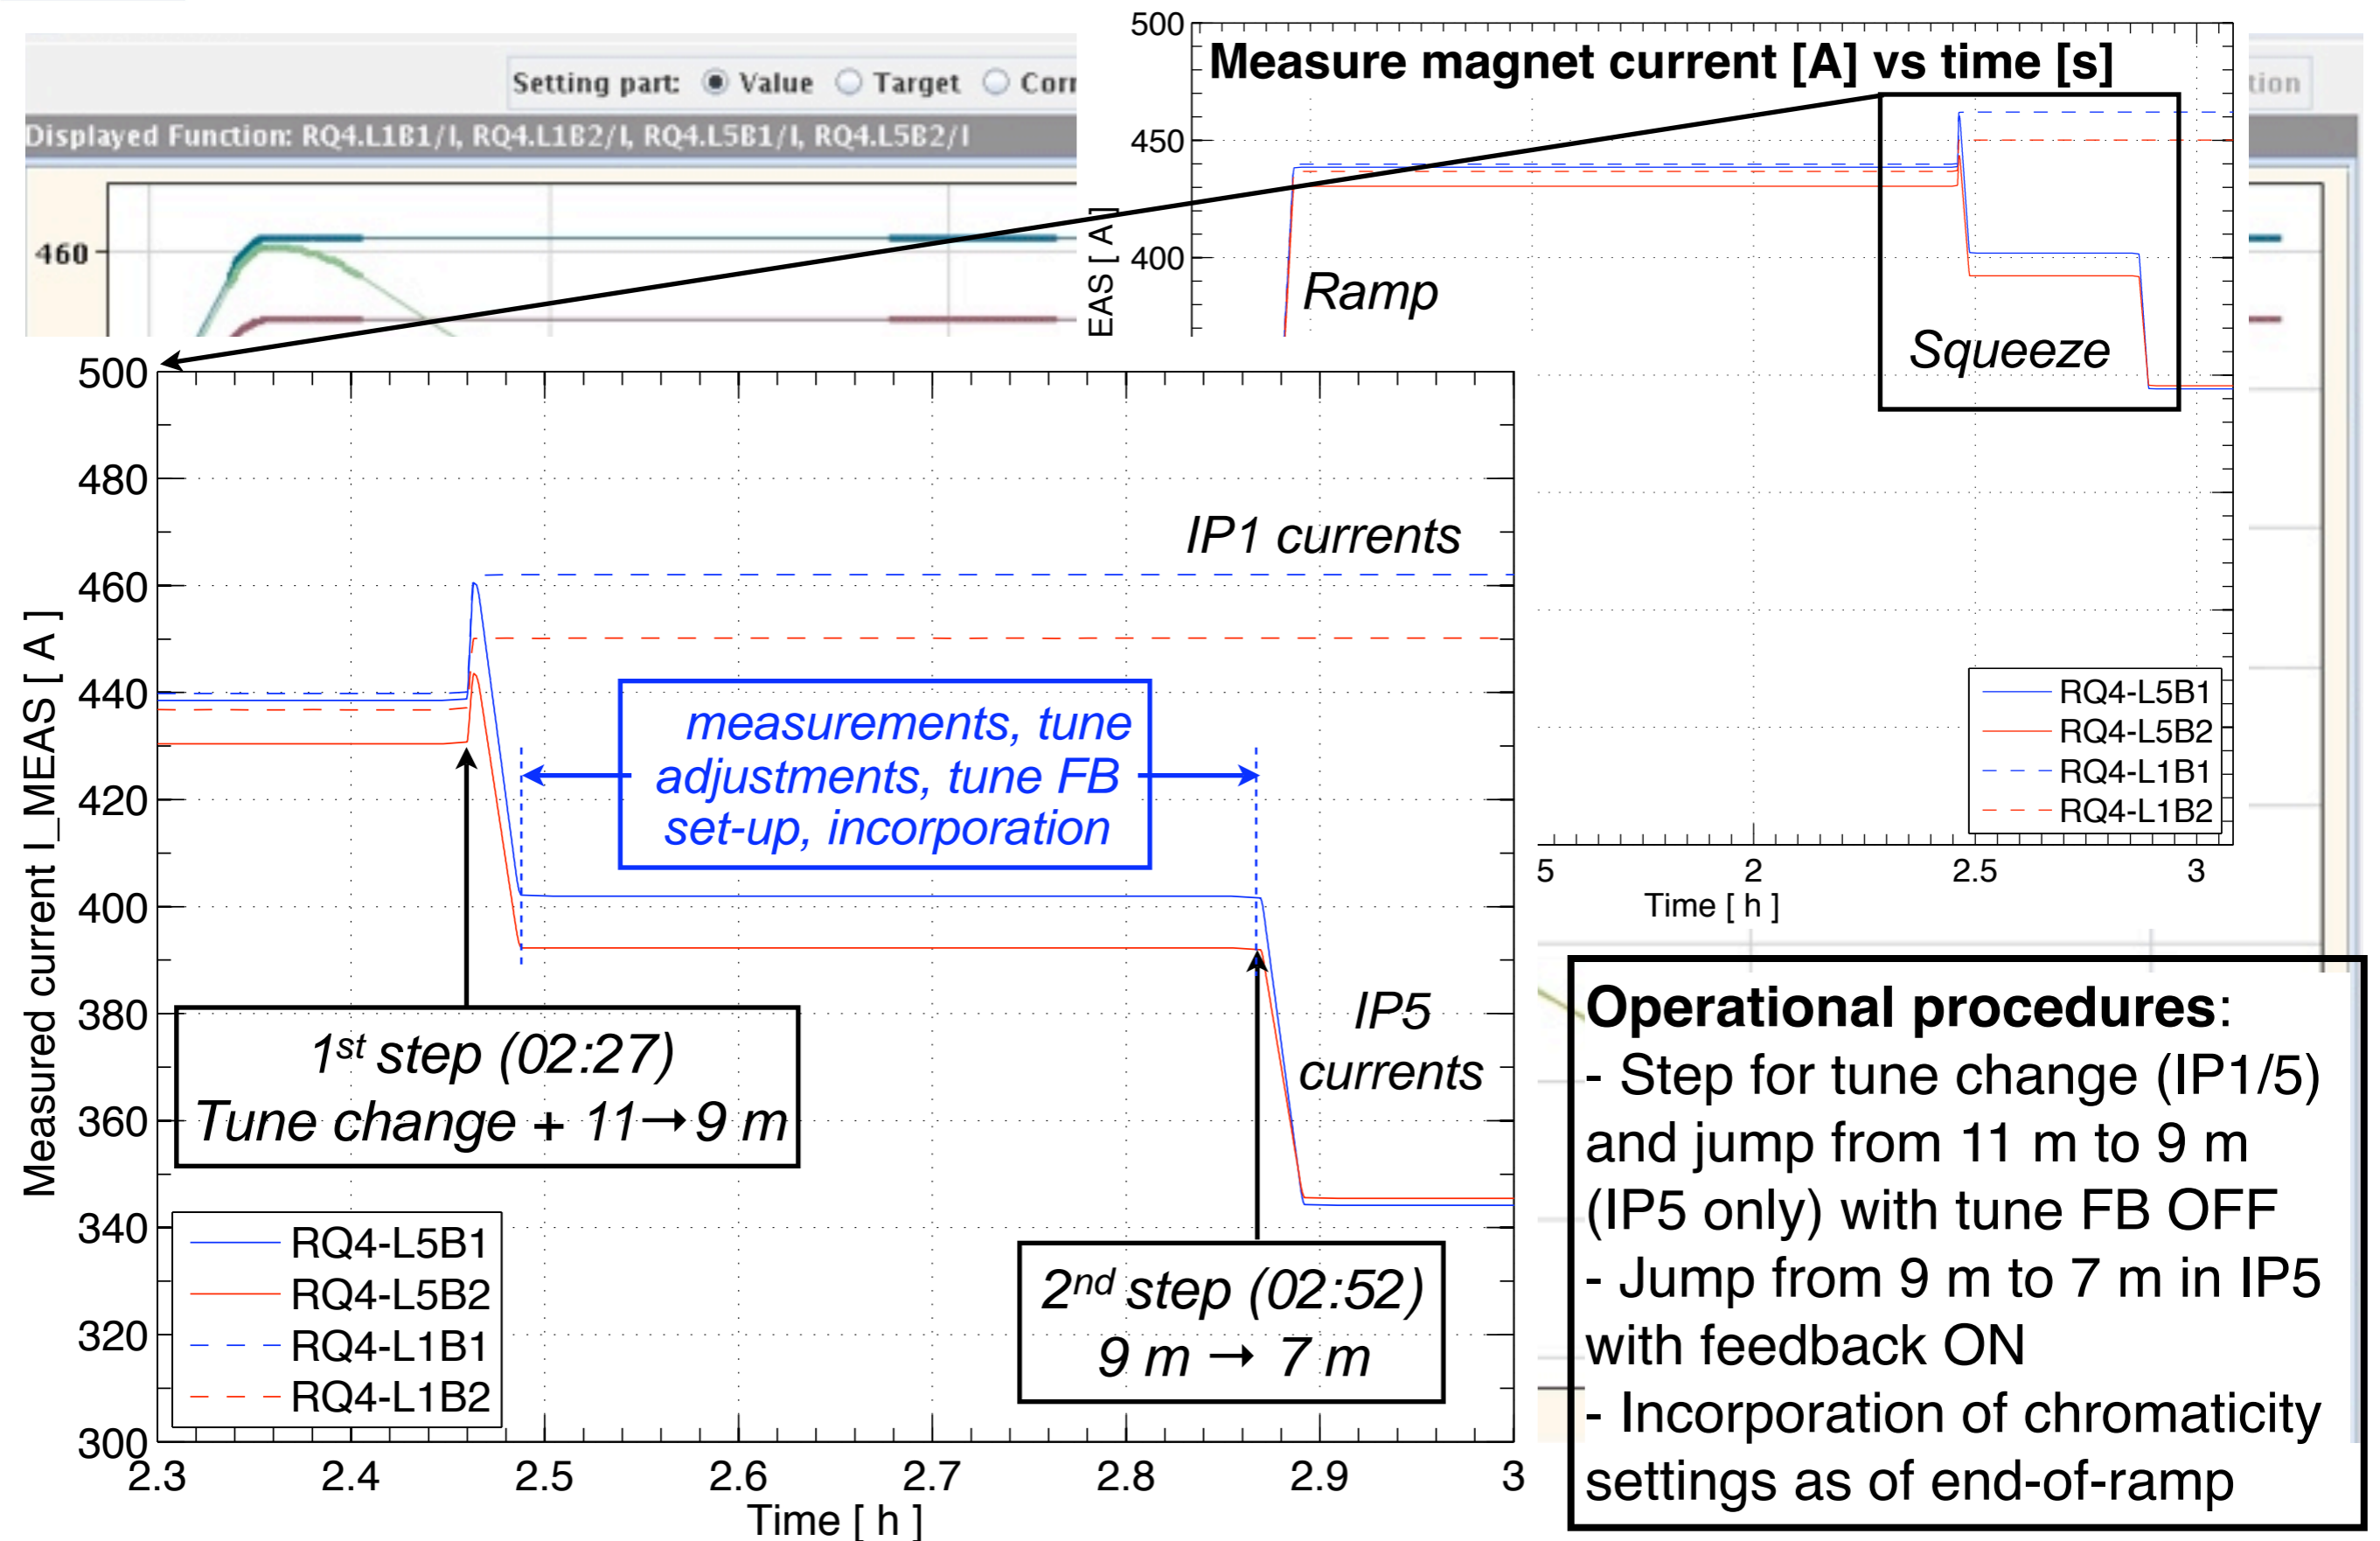 Setting part: Value Target Corr
tion
Displayed Function: RQ4.L1B1/I, RQ4.L1B2/I, RQ4.L5B1/I, RQ4.L5B2/I
460
Measure magnet current [A] vs time [s]
500
450
400
EAS [ A]
Ramp
Squeeze
RQ4-L5B1
RQ4-L5B2
RQ4-L1B1
RQ4-L1B2
5 2 2.5 3
Time [ h ]
500
480
460
440
420
400
380
360
340
320
300
Measured current I_MEAS [ A ]
IP1 currents
measurements, tune
adjustments, tune FB
set-up, incorporation
1st step (02:27)
Tune change + 11→9 m
IP5
currents
2nd step (02:52)
9 m → 7 m
RQ4-L5B1
RQ4-L5B2
RQ4-L1B1
RQ4-L1B2
2.3 2.4 2.5 2.6 2.7 2.8 2.9 3
Time [ h ]
Operational procedures:
- Step for tune change (IP1/5)
and jump from 11 m to 9 m
(IP5 only) with tune FB OFF
- Jump from 9 m to 7 m in IP5
with feedback ON
- Incorporation of chromaticity
settings as of end-of-ramp